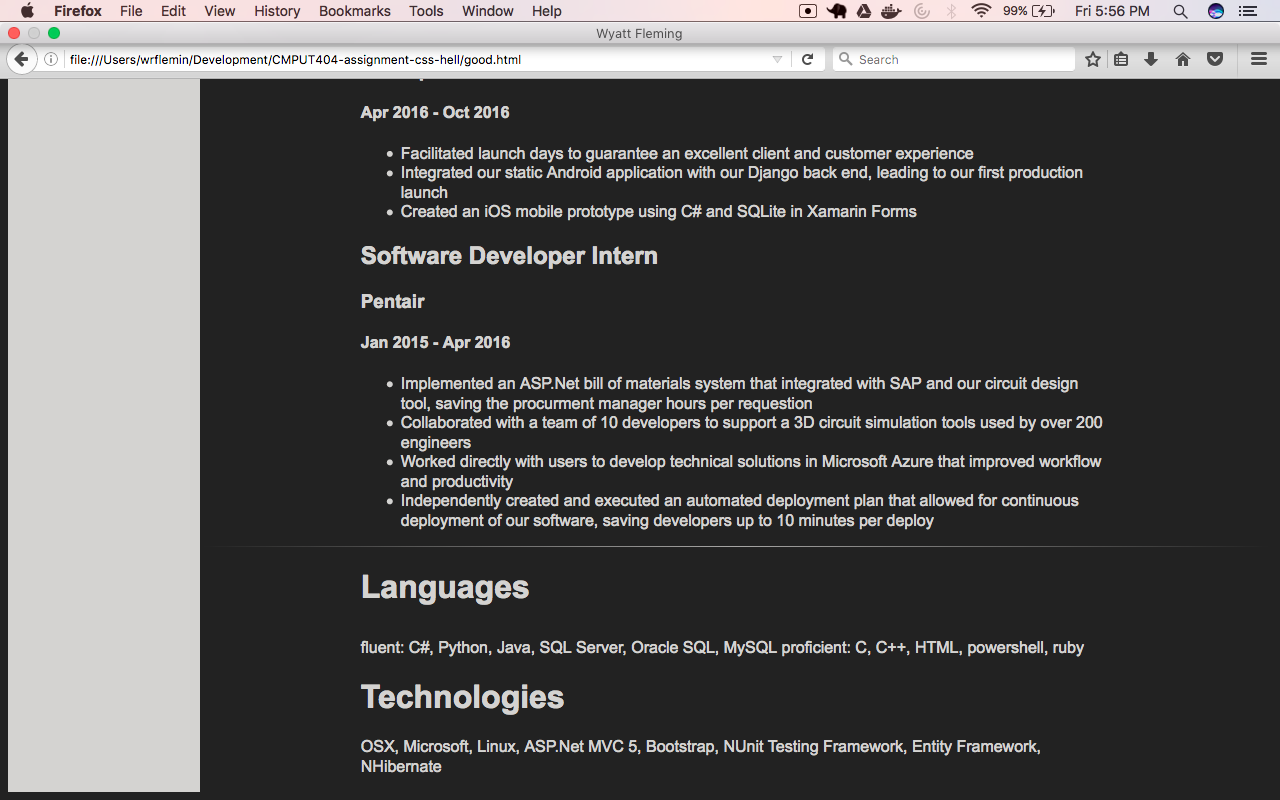 Firefox File Edit View History Bookmarks Tools Window Help 99% Fri 5:56 PM
Wyatt Fleming
file:///Users/wrflemin/Development/CMPUT404-assignment-css-hell/good.html Search
Apr 2016 - Oct 2016
• Facilitated launch days to guarantee an excellent client and customer experience
• Integrated our static Android application with our Django back end, leading to our first production
launch
• Created an iOS mobile prototype using C# and SQLite in Xamarin Forms
Software Developer Intern
Pentair
Jan 2015 - Apr 2016
• Implemented an ASP.Net bill of materials system that integrated with SAP and our circuit design
tool, saving the procurment manager hours per requestion
• Collaborated with a team of 10 developers to support a 3D circuit simulation tools used by over 200
engineers
• Worked directly with users to develop technical solutions in Microsoft Azure that improved workflow
and productivity
• Independently created and executed an automated deployment plan that allowed for continuous
deployment of our software, saving developers up to 10 minutes per deploy
Languages
fluent: C#, Python, Java, SQL Server, Oracle SQL, MySQL proficient: C, C++, HTML, powershell, ruby
Technologies
OSX, Microsoft, Linux, ASP.Net MVC 5, Bootstrap, NUnit Testing Framework, Entity Framework,
NHibernate